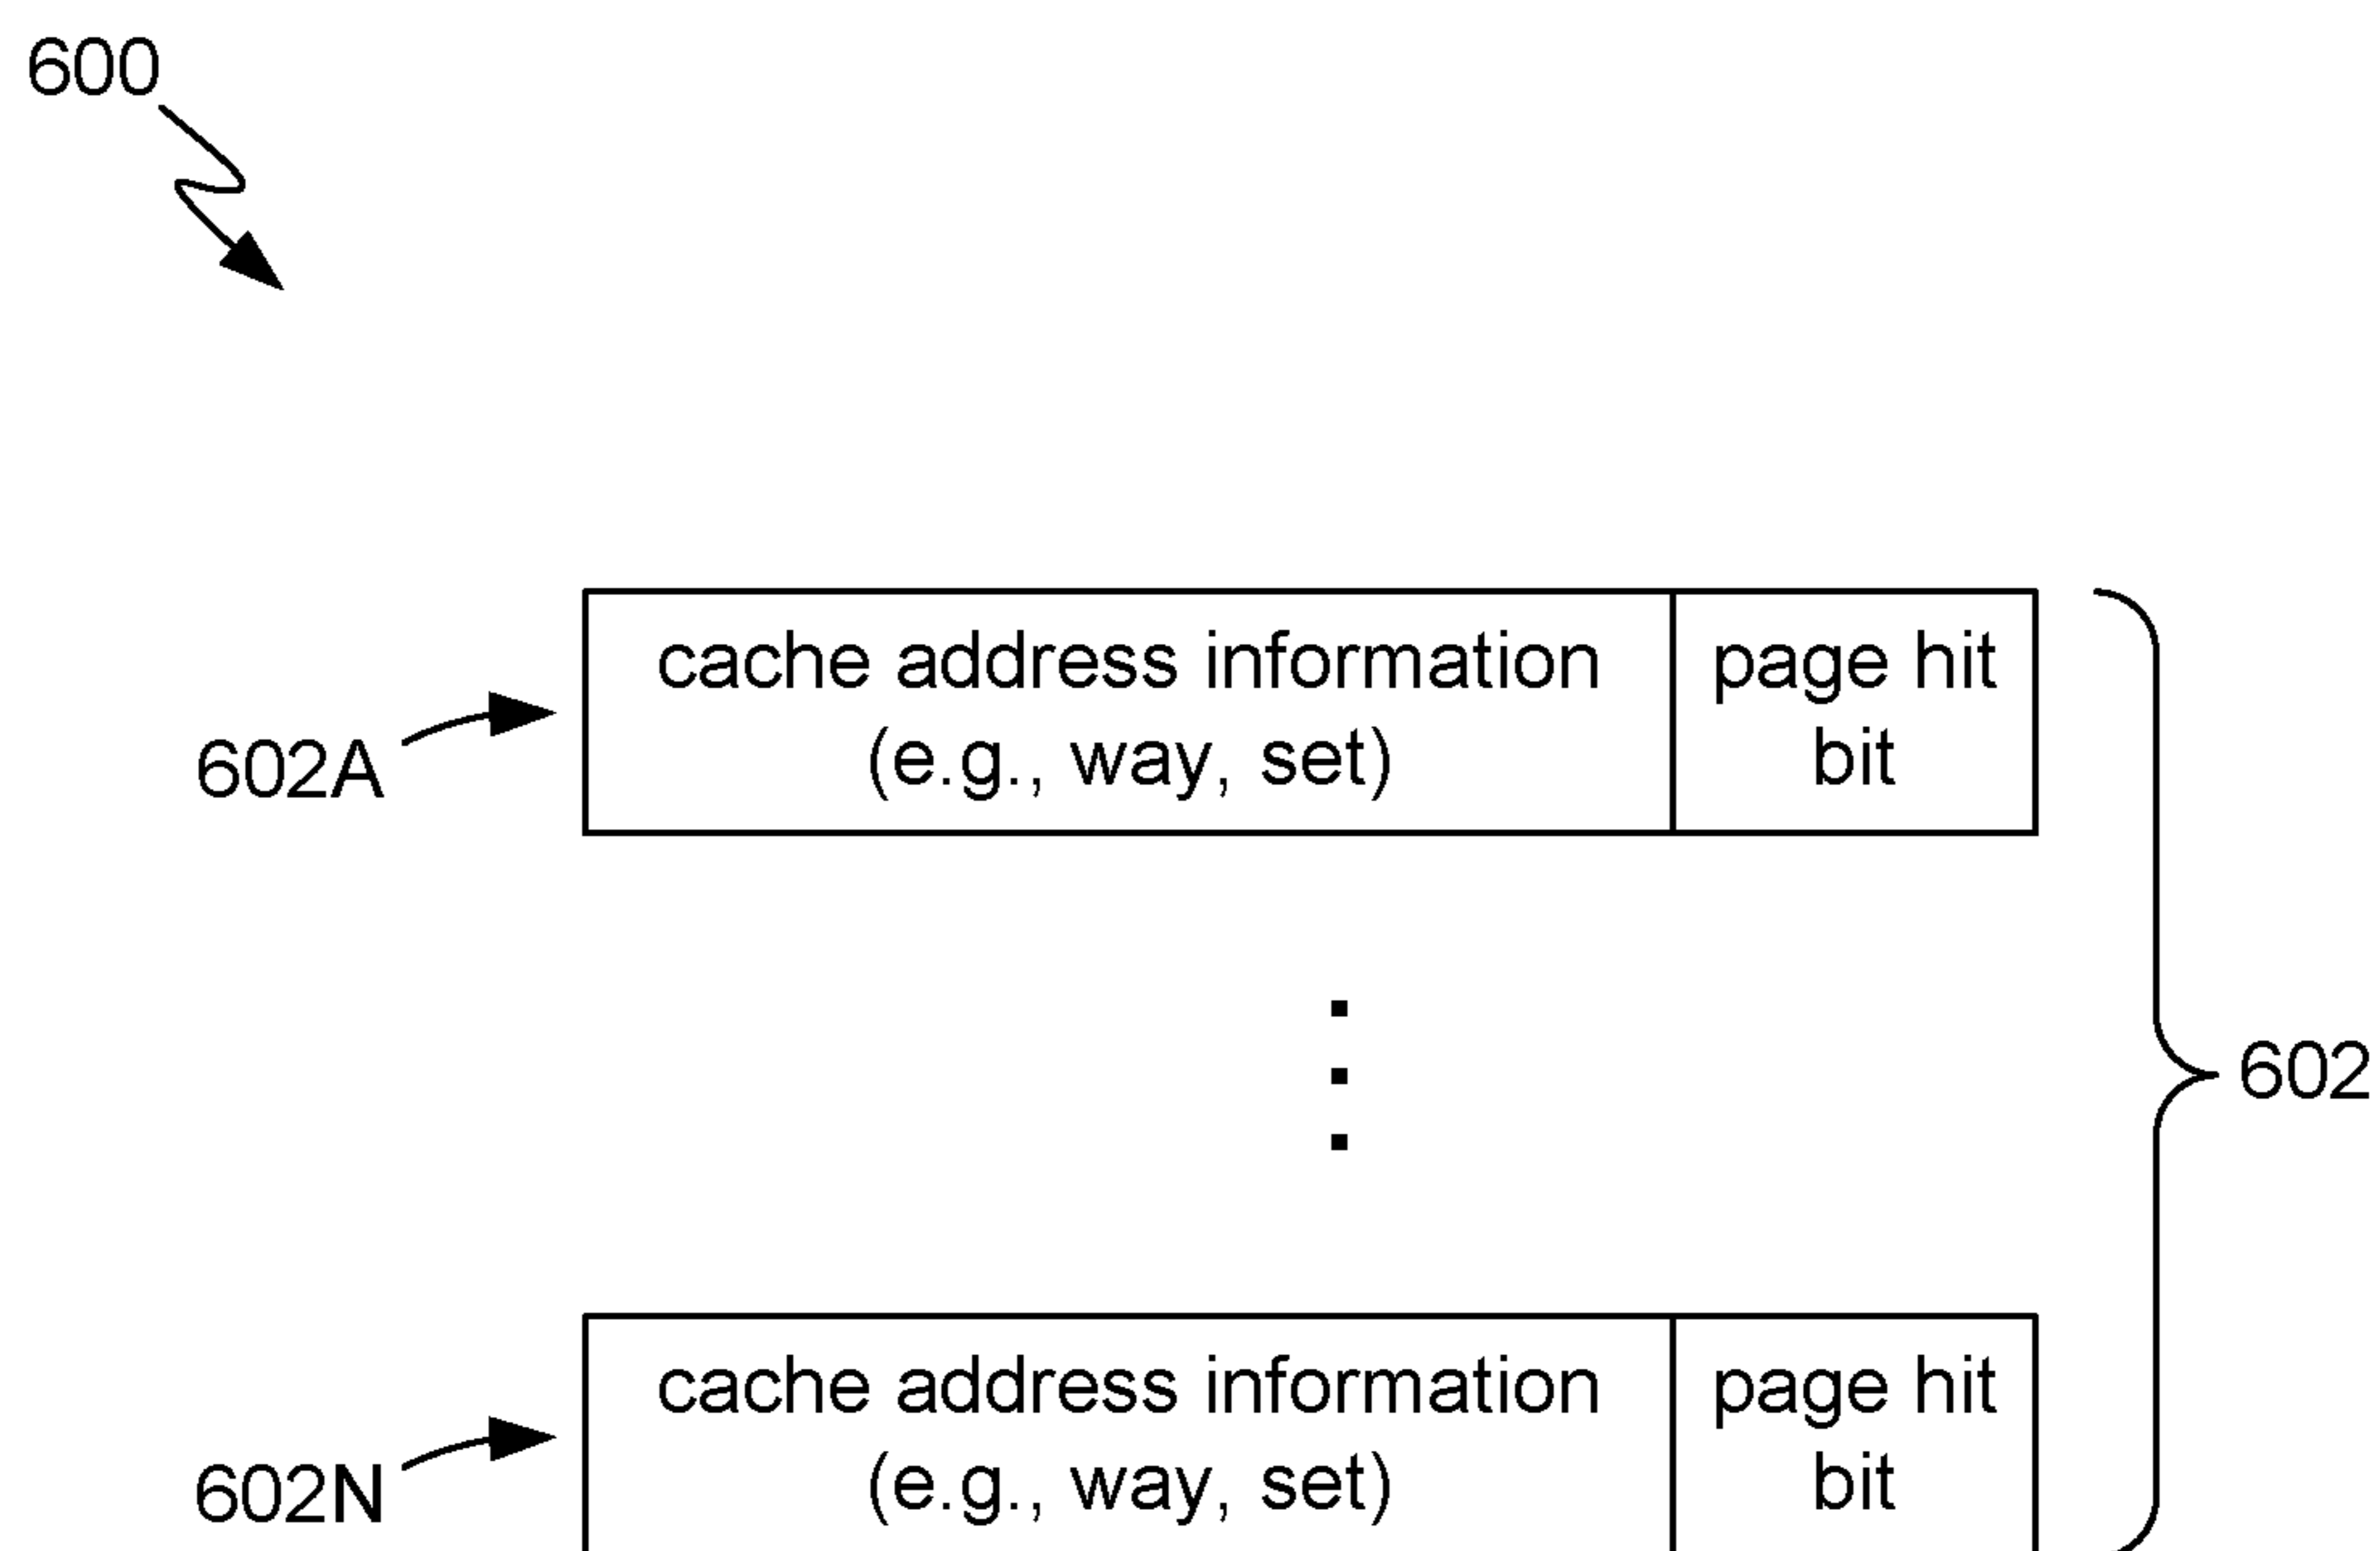 600
cache address information page hit
602A (e.g., way, set) bit
602
cache address information page hit
602N (e.g., way, set) bit